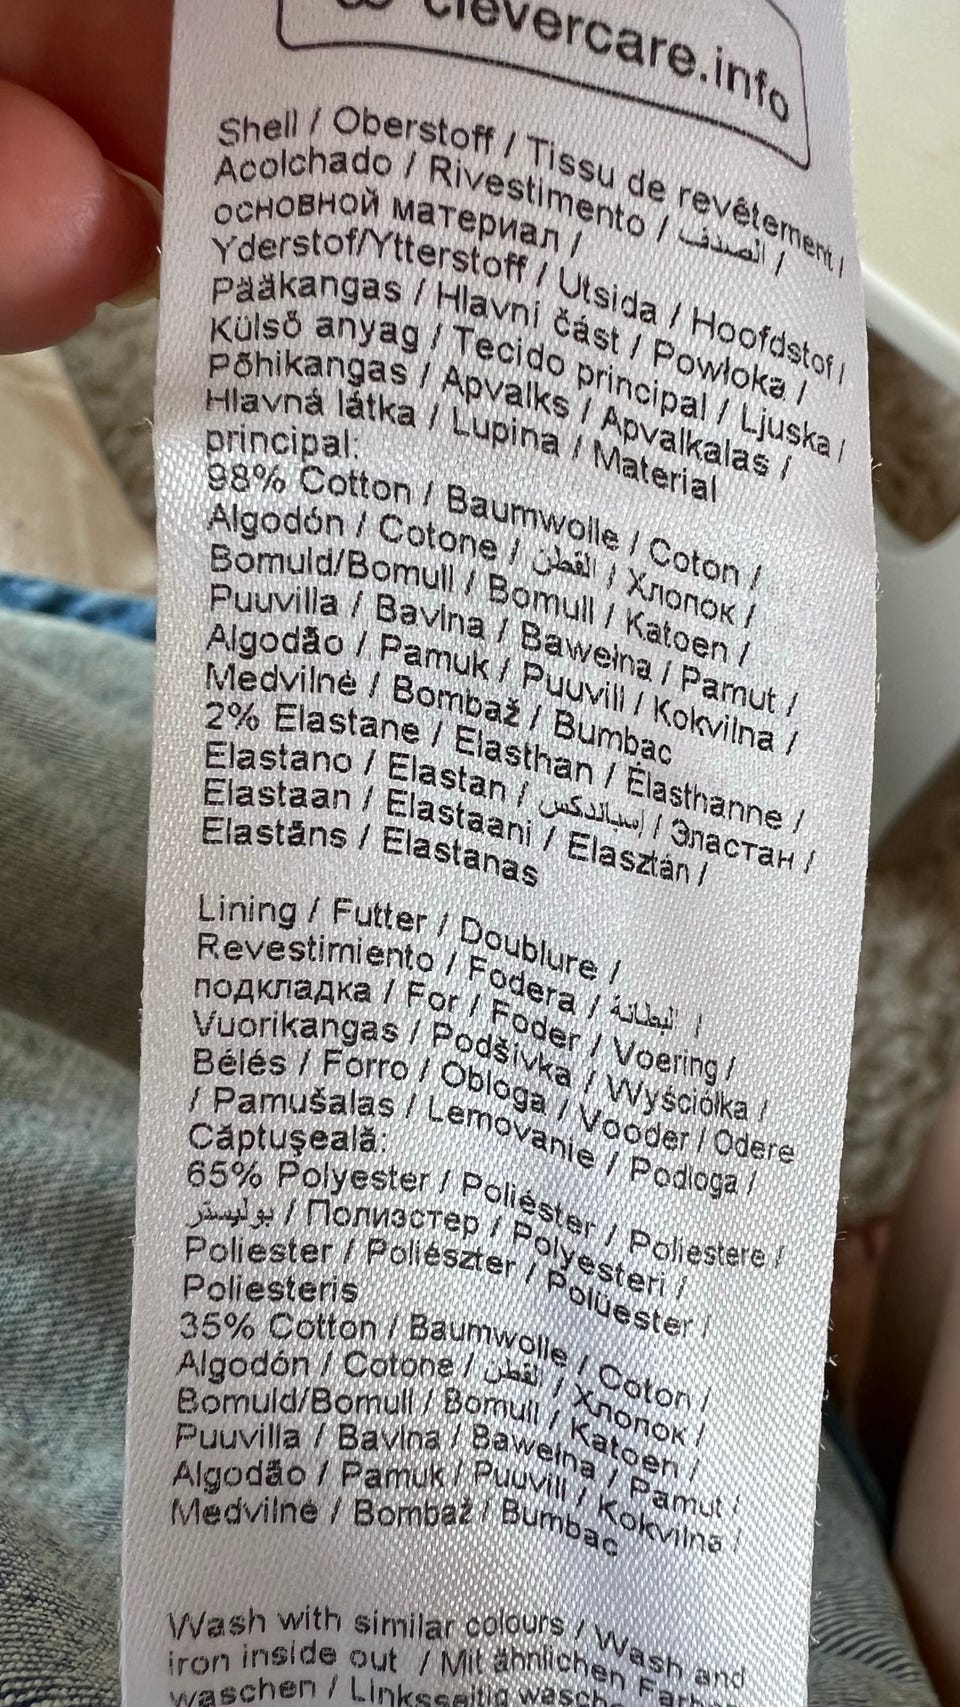 clevercare.info
Shell / Oberstoff / Tissu de revêtement /
Acolchado / Rivestimento / الصدف /
основной материал /
Yderstof/Ytterstoff / Utsida / Hoofdstof /
Pääkangas / Hlavní část / Powłoka /
Külső anyag / Tecido principal / Ljuska /
Põhikangas / Apvalks / Apvalkalas /
Hlavná látka / Lupina / Material
principal:
98% Cotton / Baumwolle / Coton /
Algodón / Cotone / القطن / Хлопок /
Bomuld/Bomull / Bomull / Katoen /
Puuvilla / Bavlna / Bawełna / Pamut /
Algodão / Pamuk / Puuvill / Kokvilna /
Medvilnė / Bombaž / Bumbac
2% Elastane / Elasthan / Élasthanne /
Elastano / Elastan / إسباندكس / Эластан /
Elastaan / Elastaani / Elasztán /
Elastāns / Elastanas
Lining / Futter / Doublure /
Revestimiento / Fodera / البطانة /
подкладка / For / Foder / Voering /
Vuorikangas / Podšívka / Wyściółka /
Bélés / Forro / Obloga / Vooder / Odere
/ Pamušalas / Lemovanie / Podloga /
Căptuşeală:
65% Polyester / Poliéster / Poliestere /
بوليستر / Полиэстер / Polyesteri /
Poliester / Poliészter / Polüester /
Poliesteris
35% Cotton / Baumwolle / Coton /
Algodón / Cotone / القطن / Хлопок /
Bomuld/Bomull / Bomull / Katoen /
Puuvilla / Bavlna / Bawełna / Pamut /
Algodão / Pamuk / Puuvill / Kokvilna /
Medvilnė / Bombaž / Bumbac
Wash with similar colours / Wash and
iron inside out / Mit ähnlichen
waschen / Linksseitig